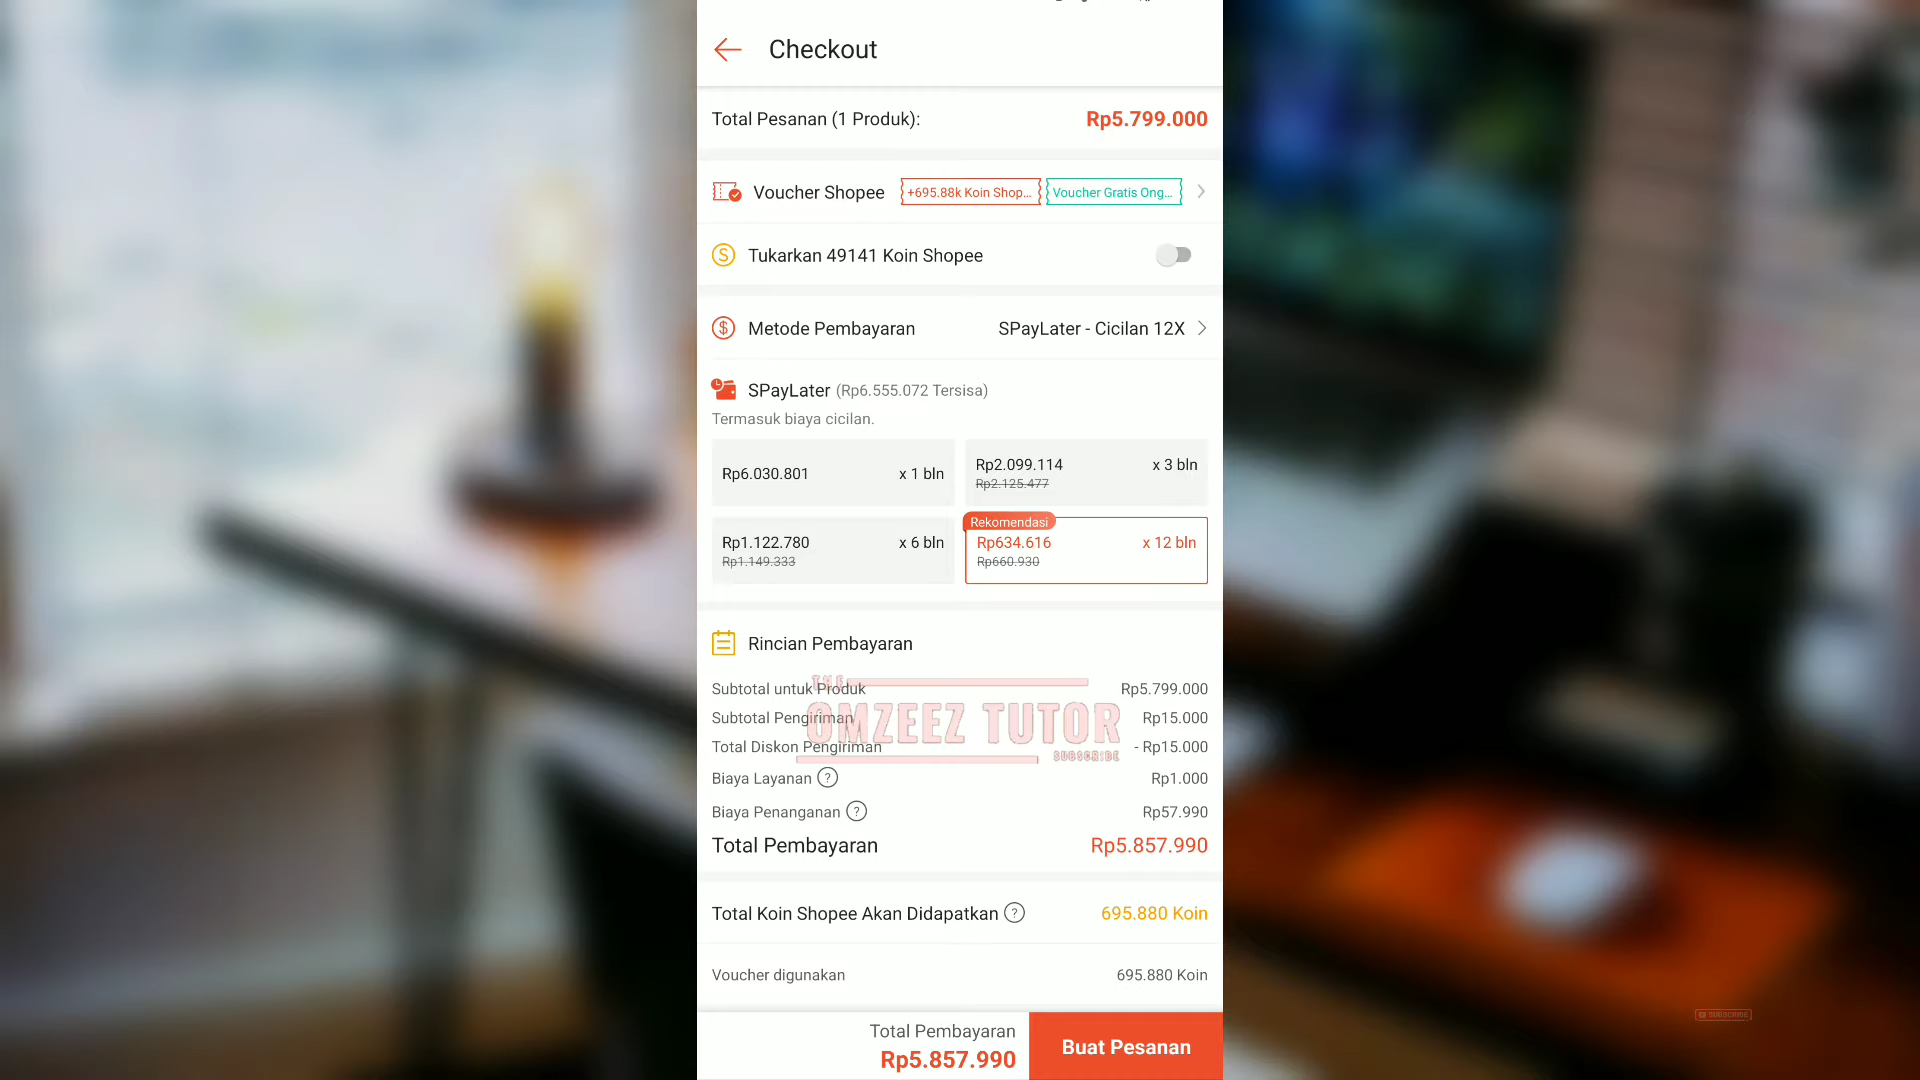 Checkout
Total Pesanan (1 Produk): Rp5.799.000
Voucher Shopee +695.88k Koin Shop... Voucher Gratis Ong...
Tukarkan 49141 Koin Shopee
Metode Pembayaran SPayLater - Cicilan 12X
SPayLater (Rp6.555.072 Tersisa)
Termasuk biaya cicilan.
Rp6.030.801 x 1 bln
Rp2.099.114 x 3 bln
Rp2.125.477
Rp1.122.780 x 6 bln
Rp1.149.333
Rekomendasi
Rp634.616 x 12 bln
Rp660.930
Rincian Pembayaran
Subtotal untuk Produk Rp5.799.000
Subtotal Pengiriman Rp15.000
Total Diskon Pengiriman - Rp15.000
THE
OMZEEZ TUTOR
SUBSCRIBE
Biaya Layanan ? Rp1.000
Biaya Penanganan ? Rp57.990
Total Pembayaran Rp5.857.990
Total Koin Shopee Akan Didapatkan ? 695.880 Koin
Voucher digunakan 695.880 Koin
Total Pembayaran
Rp5.857.990
Buat Pesanan
SUBSCRIBE